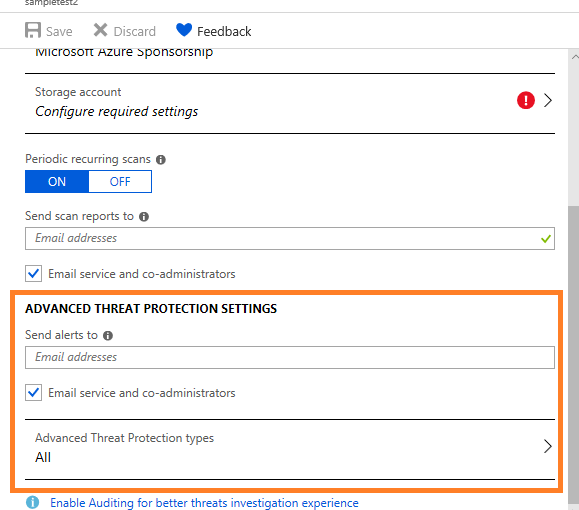 sampletest2
Save Discard Feedback
Microsoft Azure Sponsorship
Storage account
Configure required settings
Periodic recurring scans
ON OFF
Send scan reports to
Email addresses
Email service and co-administrators
ADVANCED THREAT PROTECTION SETTINGS
Send alerts to
Email addresses
Email service and co-administrators
Advanced Threat Protection types
All
Enable Auditing for better threats investigation experience